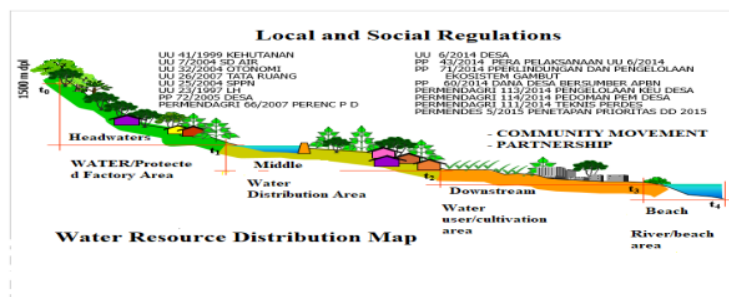 Local and Social Regulations
UU 41/1999 KEHUTANAN
UU 7/2004 SD AIR
UU 32/2004 OTONOMI
UU 26/2007 TATA RUANG
UU 25/2004 SPPN
UU 23/1997 LH
PP 72/2005 DESA
PERMENDAGRI 66/2007 PERENC P D
UU 6/2014 DESA
PP 43/2014 PERA PELAKSANAAN UU 6/2014
PP 71/2014 PPERLINDUNGAN DAN PENGELOLAAN
EKOSISTEM GAMBUT
PP 60/2014 DANA DESA BERSUMBER APBN
PERMENDAGRI 113/2014 PENGELOLAAN KEU DESA
PERMENDAGRI 114/2014 PEDOMAN PEM DESA
PERMENDAGRI 111/2014 TEKNIS PERDES
PERMENDES 5/2015 PENETAPAN PRIORITAS DD 2015
- COMMUNITY MOVEMENT
- PARTNERSHIP
1500 m dpl
t0
Headwaters
WATER/Protecte
d Factory Area
t1
Middle
Water
Distribution Area
t2
Downstream
Water
user/cultivation
area
t3
Beach
t4
River/beach
area
Water Resource Distribution Map